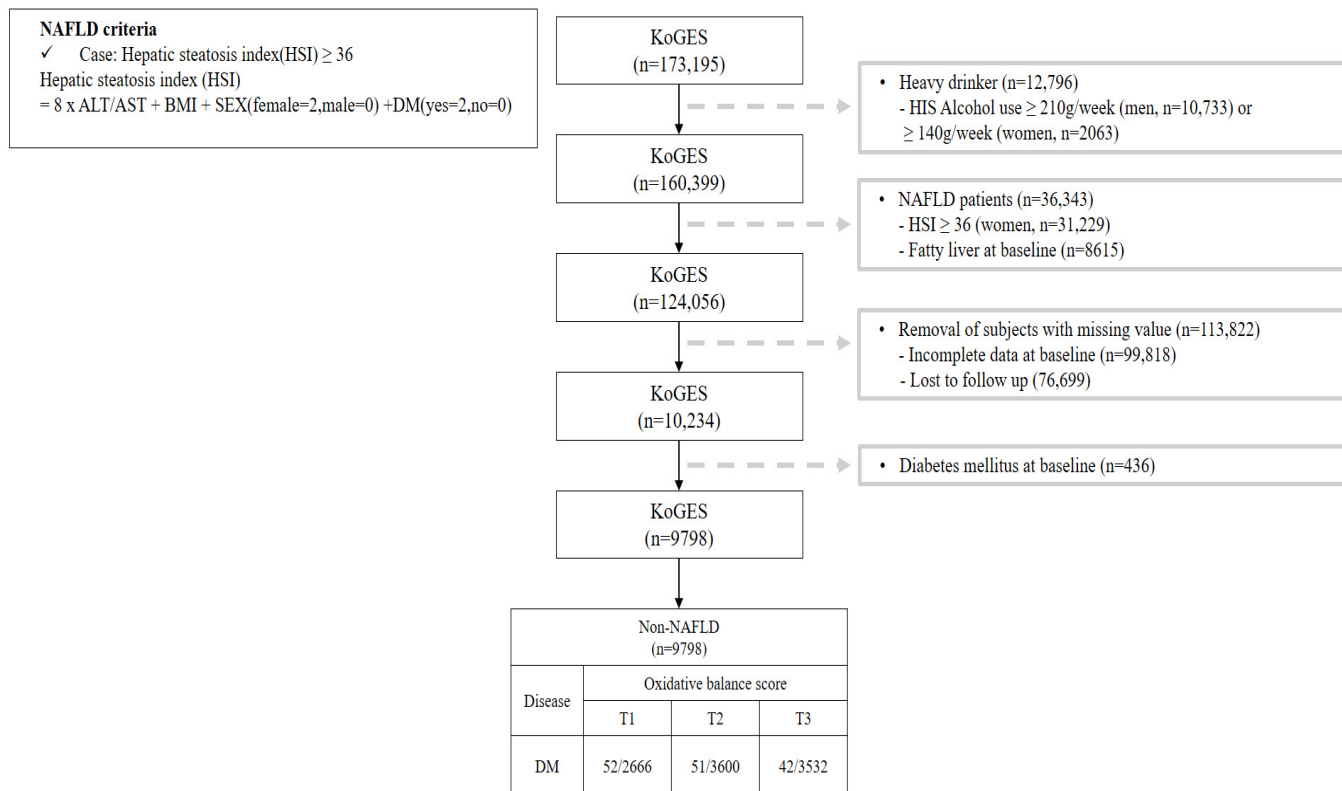 NAFLD criteria
✓ Case: Hepatic steatosis index(HSI) ≥ 36
Hepatic steatosis index (HSI)
= 8 x ALT/AST + BMI + SEX(female=2,male=0) +DM(yes=2,no=0)
KoGES
(n=173,195)
• Heavy drinker (n=12,796)
- HIS Alcohol use ≥ 210g/week (men, n=10,733) or
≥ 140g/week (women, n=2063)
KoGES
(n=160,399)
• NAFLD patients (n=36,343)
- HSI ≥ 36 (women, n=31,229)
- Fatty liver at baseline (n=8615)
KoGES
(n=124,056)
• Removal of subjects with missing value (n=113,822)
- Incomplete data at baseline (n=99,818)
- Lost to follow up (76,699)
KoGES
(n=10,234)
• Diabetes mellitus at baseline (n=436)
KoGES
(n=9798)
Non-NAFLD
(n=9798)
Disease
Oxidative balance score
T1 T2 T3
DM 52/2666 51/3600 42/3532